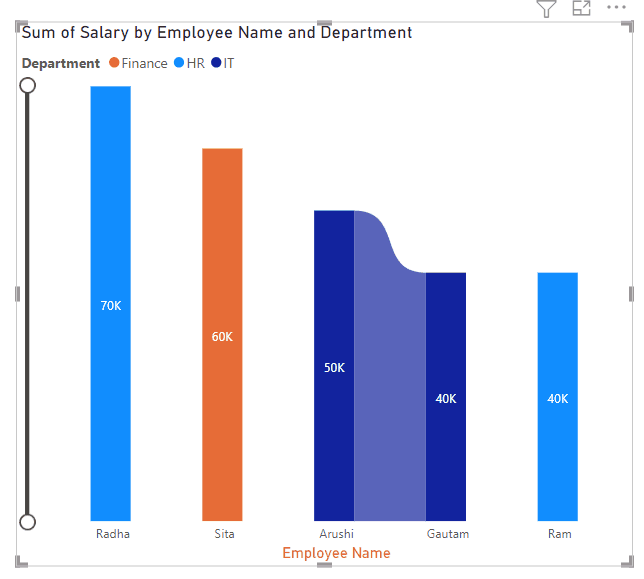 Sum of Salary by Employee Name and Department
Department Finance HR IT
70K
60K
50K
40K
40K
Radha Sita Arushi Gautam Ram
Employee Name